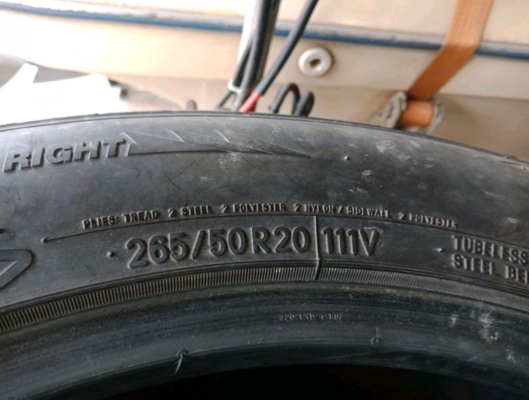 RIGHT
PLIES: TREAD 2 STEEL 2 POLYESTER 2 NYLON/SIDEWALL 2 POLYESTER
265/50R20 111V
TUBELESS
STEEL BE